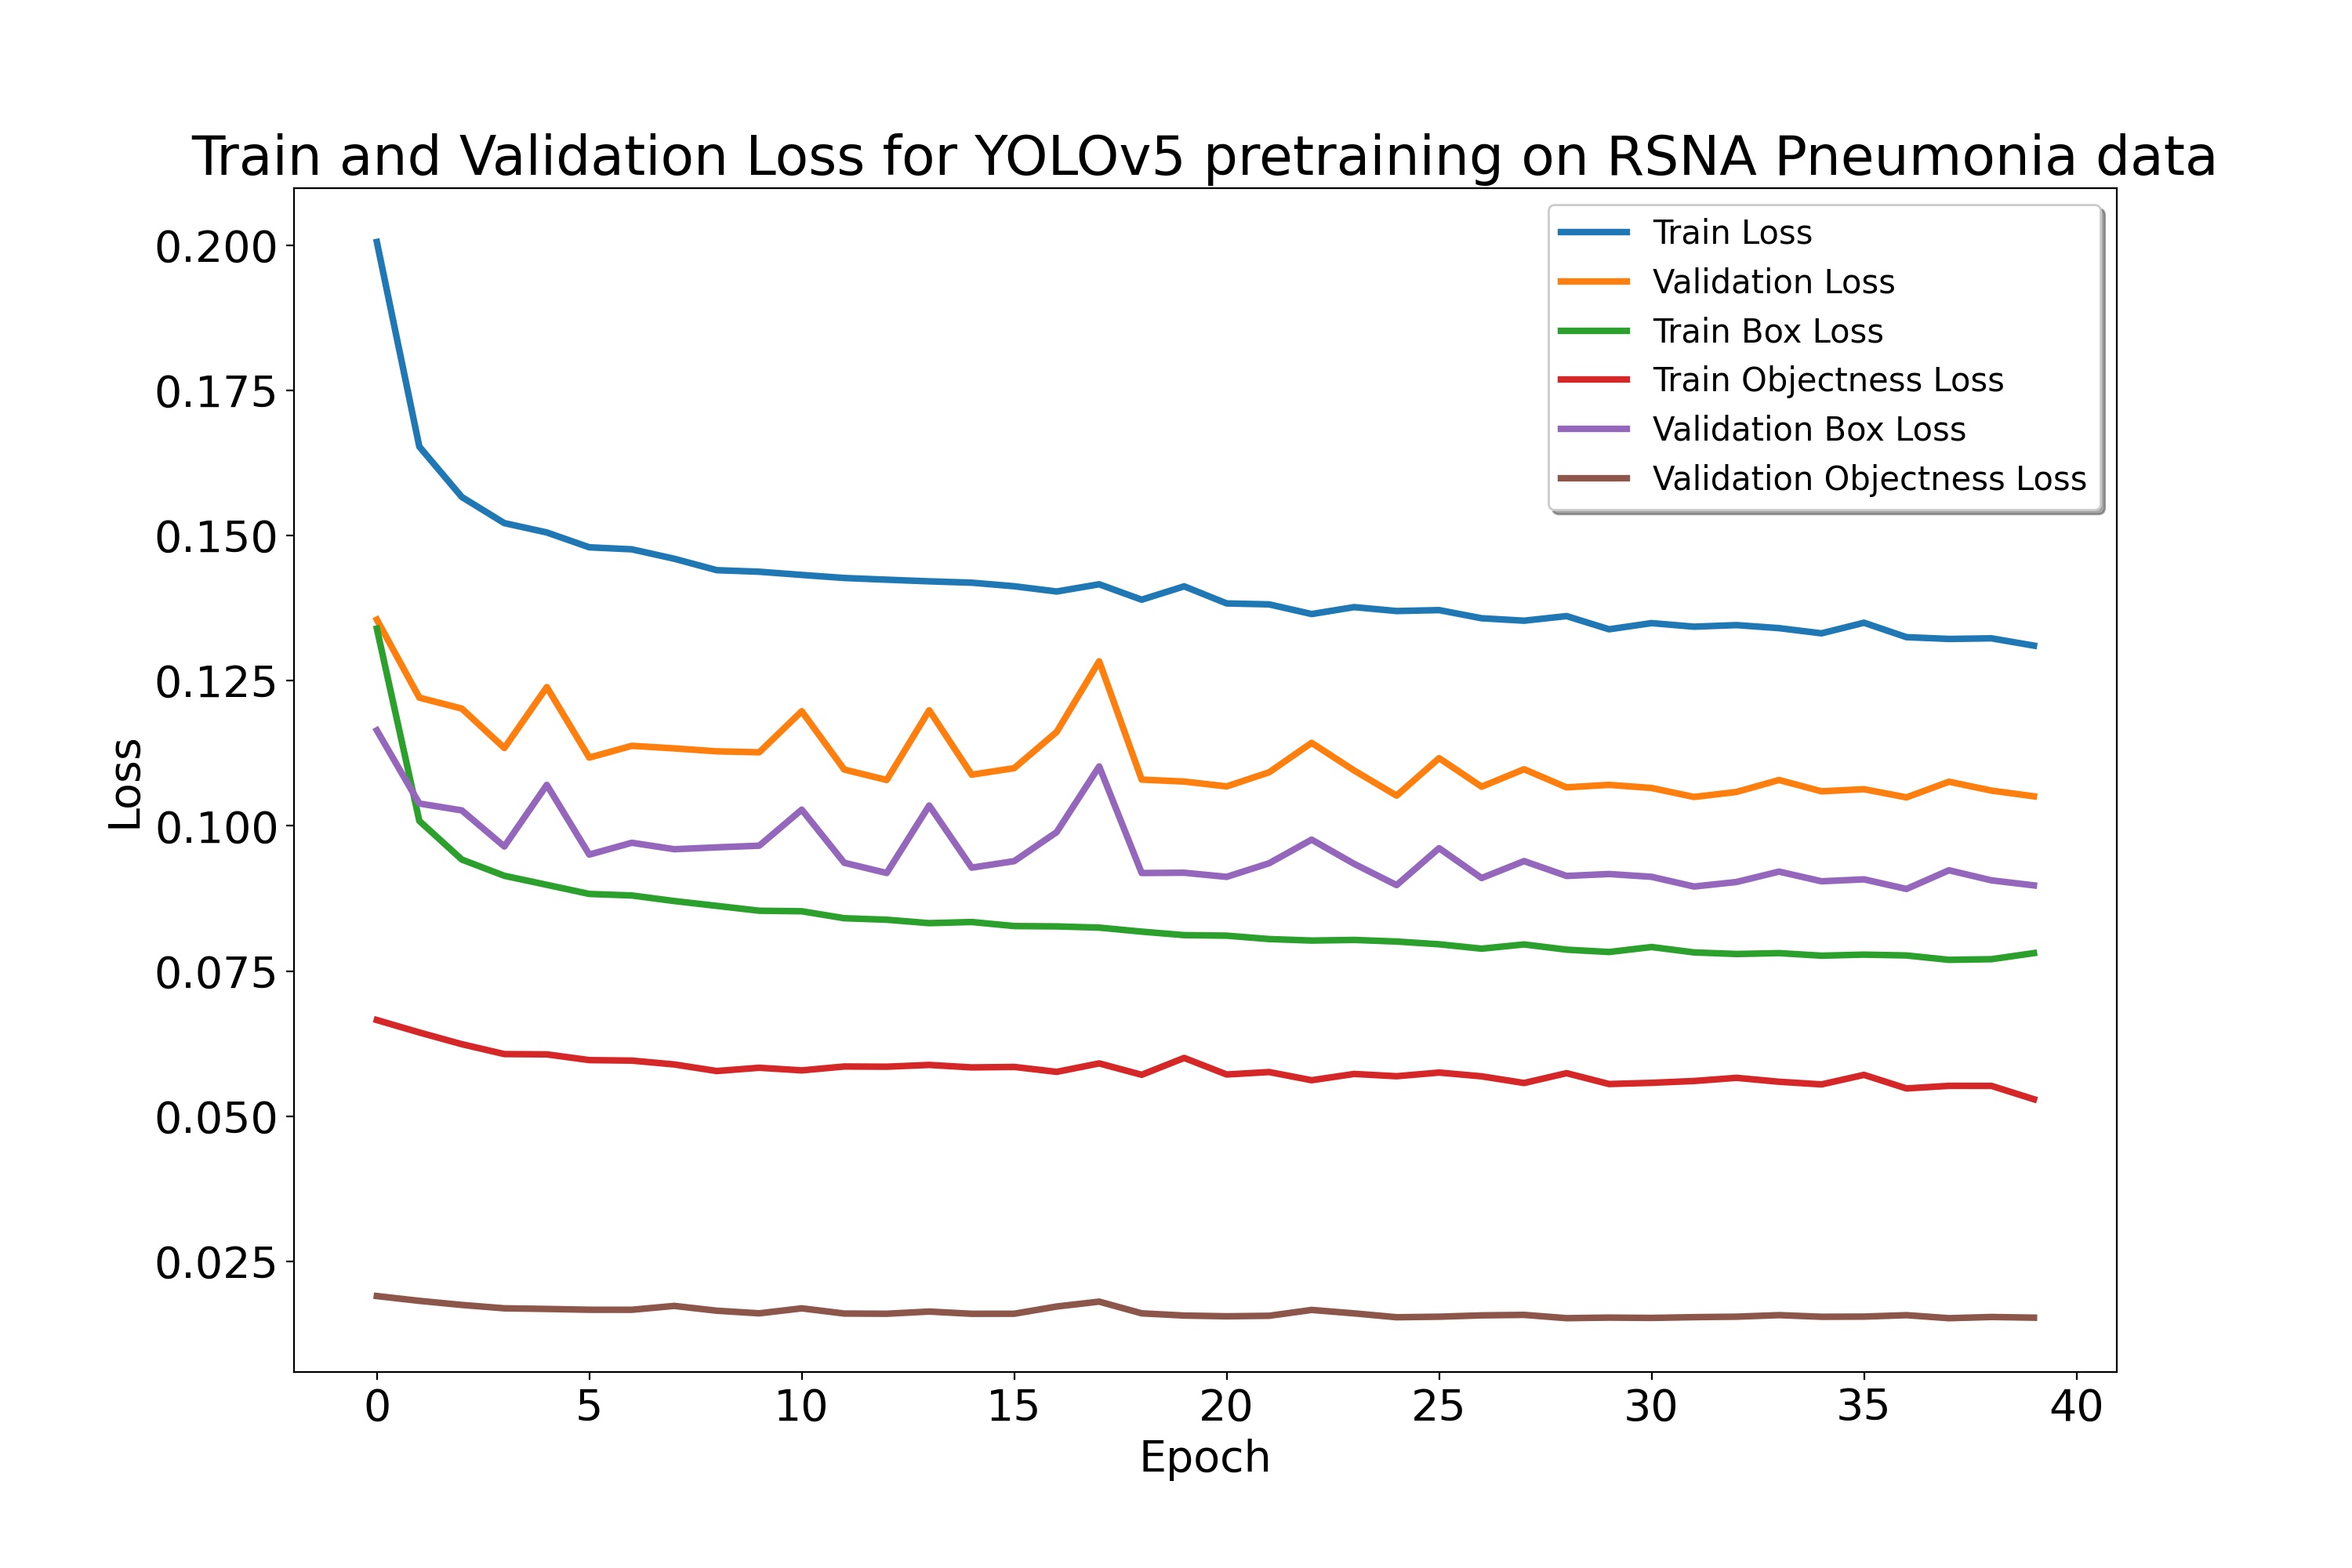 Train and Validation Loss for YOLOv5 pretraining on RSNA Pneumonia data
Train Loss
Validation Loss
Train Box Loss
Train Objectness Loss
Validation Box Loss
Validation Objectness Loss
Loss
0.200
0.175
0.150
0.125
0.100
0.075
0.050
0.025
0 5 10 15 20 25 30 35 40
Epoch